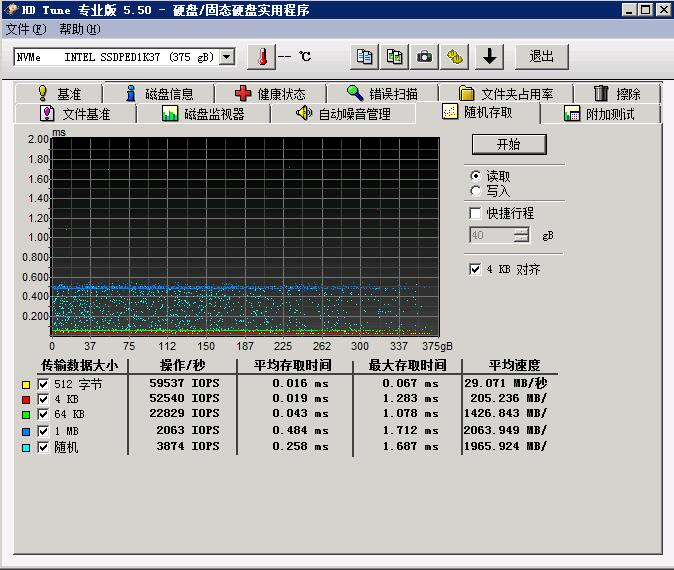 HD Tune 专业版 5.50 - 硬盘/固态硬盘实用程序
文件(F) 帮助(H)
NVMe INTEL SSDPED1K37 (375 gB) -- ℃ 退出
基准 磁盘信息 健康状态 错误扫描 文件夹占用率 擦除
文件基准 磁盘监视器 自动噪音管理 随机存取 附加测试
ms
2.00
1.80
1.60
1.40
1.20
1.00
0.800
0.600
0.400
0.200
0 37 75 112 150 187 225 262 300 337 375gB
开始
读取
写入
快捷行程
40 gB
4 KB 对齐
传输数据大小 操作/秒 平均存取时间 最大存取时间 平均速度
512 字节 59537 IOPS 0.016 ms 0.067 ms 29.071 MB/秒
4 KB 52540 IOPS 0.019 ms 1.283 ms 205.236 MB/
64 KB 22829 IOPS 0.043 ms 1.078 ms 1426.843 MB/
1 MB 2063 IOPS 0.484 ms 1.712 ms 2063.949 MB/
随机 3874 IOPS 0.258 ms 1.687 ms 1965.924 MB/